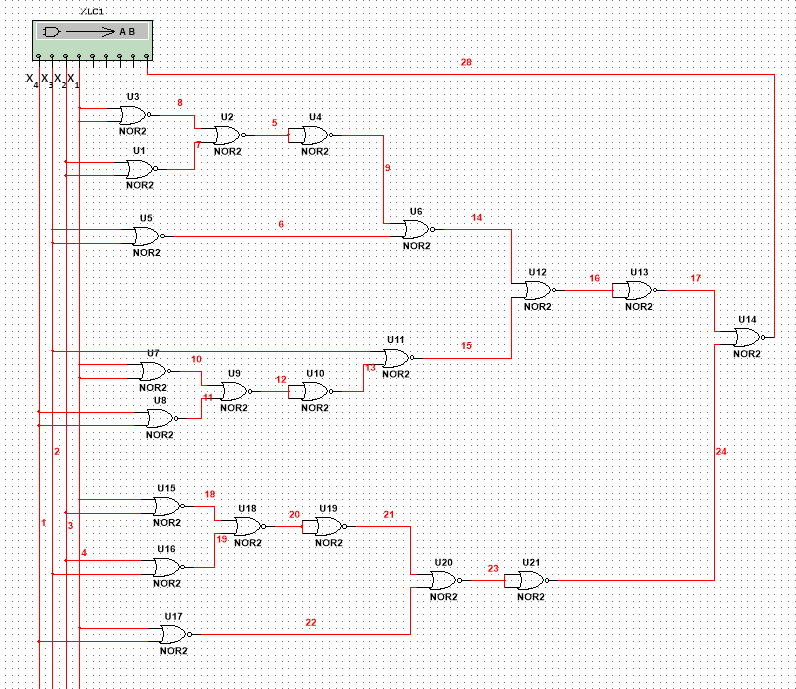 XLC1
A B
X4 X3 X2 X1
28
U3
8
NOR2
U2
5
U4
7
NOR2
NOR2
U1
NOR2
9
U5
6
NOR2
U6
14
NOR2
U12
16
U13
17
NOR2
NOR2
U14
NOR2
U11
15
13
NOR2
U7
10
NOR2
U9
12
U10
11
NOR2
NOR2
U8
NOR2
2
24
U15
18
NOR2
U18
20
U19
21
1
3
19
NOR2
NOR2
4
U16
NOR2
U20
23
U21
NOR2
NOR2
U17
22
NOR2